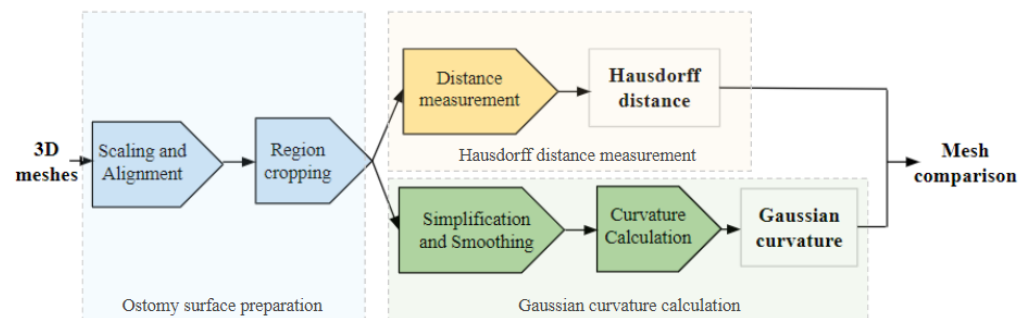 3D
meshes
Scaling and
Alignment
Region
cropping
Ostomy surface preparation
Distance
measurement
Hausdorff
distance
Hausdorff distance measurement
Simplification
and Smoothing
Curvature
Calculation
Gaussian
curvature
Gaussian curvature calculation
Mesh
comparison